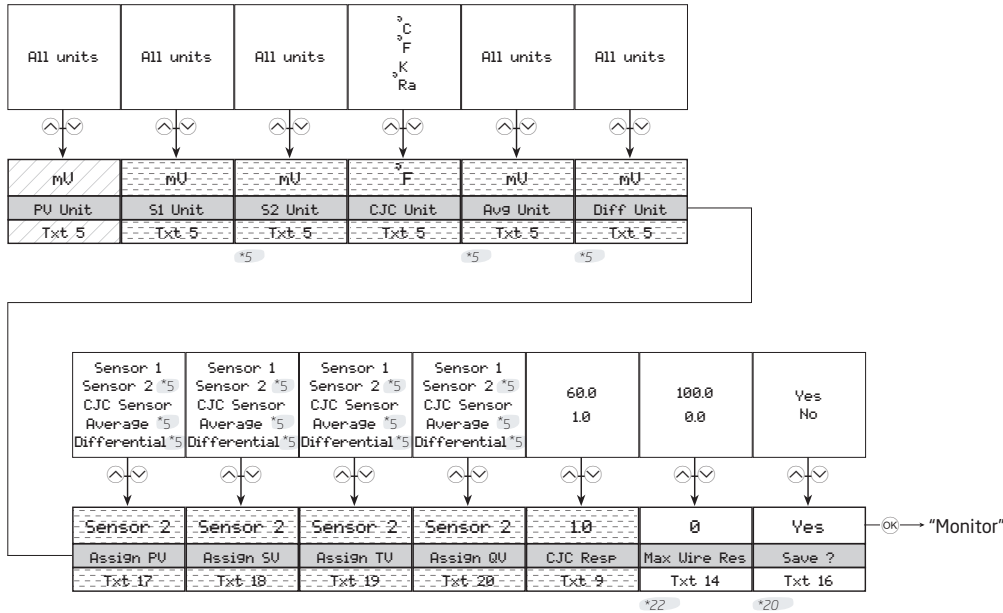 All units All units All units °C All units All units
°F
K
°Ra
mV mV mV °F mV mV
PV Unit S1 Unit S2 Unit CJC Unit Avg Unit Diff Unit
Txt 5 Txt 5 Txt 5 Txt 5 Txt 5 Txt 5
*5 *5 *5
Sensor 1 Sensor 1 Sensor 1 Sensor 1
Sensor 2 *5 Sensor 2 *5 Sensor 2 *5 Sensor 2 *5 60.0 100.0 Yes
CJC Sensor CJC Sensor CJC Sensor CJC Sensor
Average *5 Average *5 Average *5 Average *5 1.0 0.0 No
Differential *5 Differential *5 Differential *5 Differential *5
Sensor 2 Sensor 2 Sensor 2 Sensor 2 10 0 Yes OK "Monitor"
Assign PV Assign SV Assign TV Assign QV CJC Resp Max Wire Res Save ?
Txt 17 Txt 18 Txt 19 Txt 20 Txt 9 Txt 14 Txt 16
*22 *20